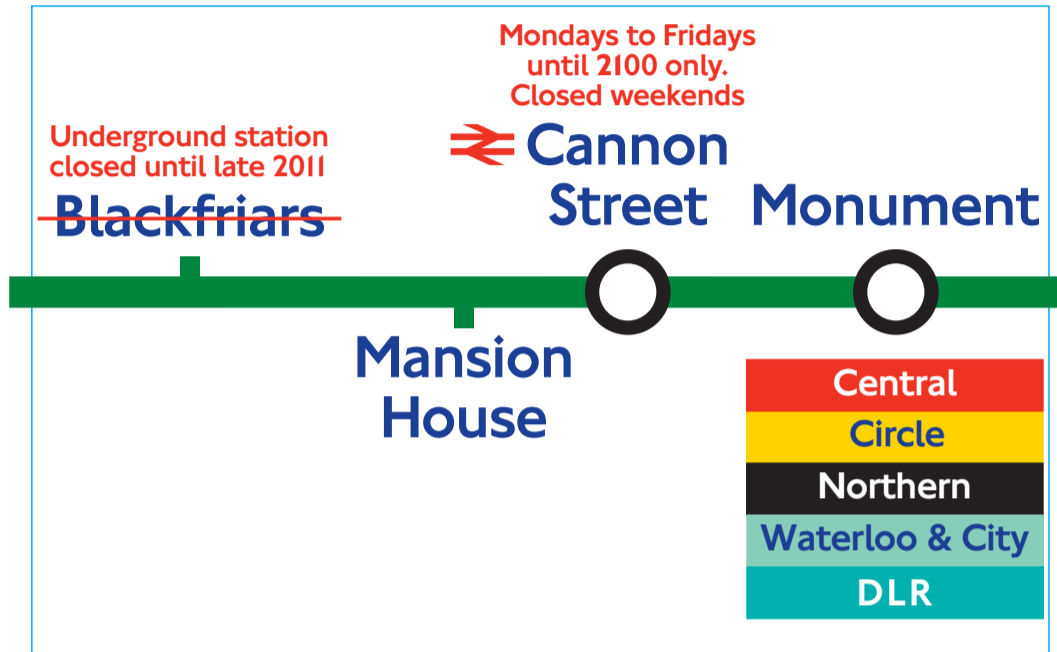 Underground station
closed until late 2011
Blackfriars
Mansion
House
Mondays to Fridays
until 2100 only.
Closed weekends
Cannon
Street
Monument
Central
Circle
Northern
Waterloo & City
DLR